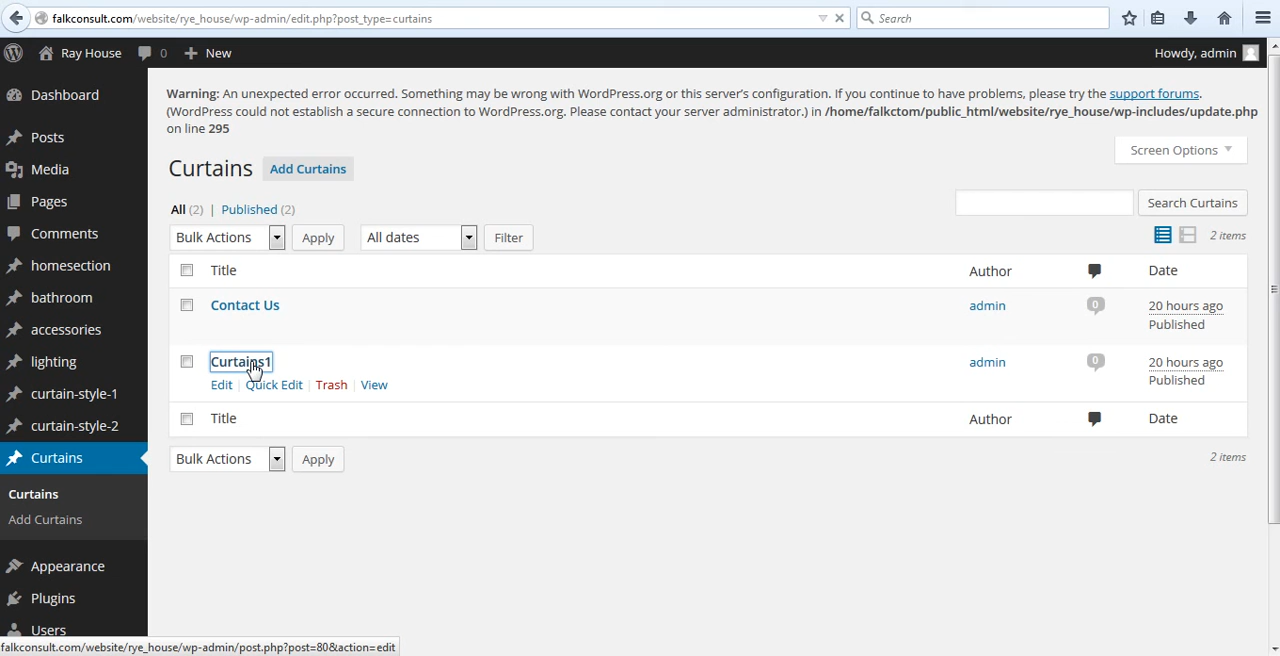 falkconsult.com/website/rye_house/wp-admin/edit.php?post_type=curtains
Search
Ray House
0
New
Howdy, admin
Dashboard
Posts
Media
Pages
Comments
homesection
bathroom
accessories
lighting
curtain-style-1
curtain-style-2
Curtains
Curtains
Add Curtains
Appearance
Plugins
Users
Warning: An unexpected error occurred. Something may be wrong with WordPress.org or this server's configuration. If you continue to have problems, please try the support forums.
(WordPress could not establish a secure connection to WordPress.org. Please contact your server administrator.) in /home/falkctom/public_html/website/rye_house/wp-includes/update.php
on line 295
Screen Options
Curtains Add Curtains
All (2) | Published (2)
Search Curtains
Bulk Actions Apply All dates Filter
2 items
Title Author Date
Contact Us admin 0 20 hours ago
Published
Curtains1 admin 0 20 hours ago
Edit | Quick Edit | Trash | View Published
Title Author Date
Bulk Actions Apply 2 items
falkconsult.com/website/rye_house/wp-admin/post.php?post=80&action=edit